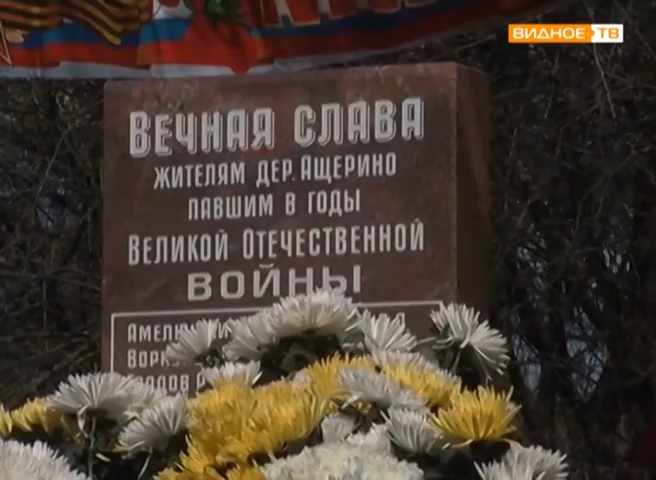 ВИДНОЕ ТВ
ВЕЧНАЯ СЛАВА
ЖИТЕЛЯМ ДЕР. АЩЕРИНО
ПАВШИМ В ГОДЫ
ВЕЛИКОЙ ОТЕЧЕСТВЕННОЙ
ВОЙНЫ